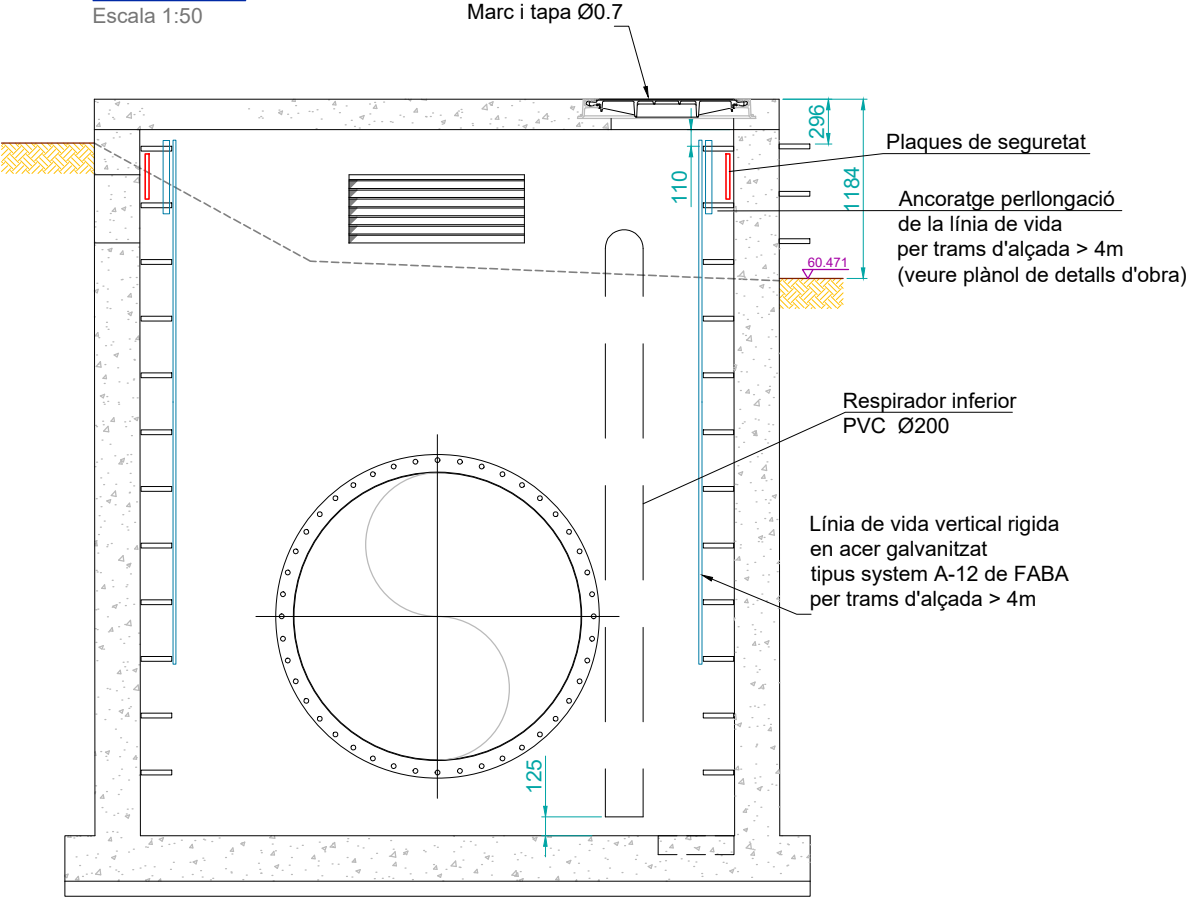 Escala 1:50
Marc i tapa Ø0.7
296
Plaques de seguretat
110
1184
Ancoratge perllongació
de la línia de vida
per trams d'alçada > 4m
(veure plànol de detalls d'obra)
60.471
Respirador inferior
PVC Ø200
Línia de vida vertical rigida
en acer galvanitzat
tipus system A-12 de FABA
per trams d'alçada > 4m
125